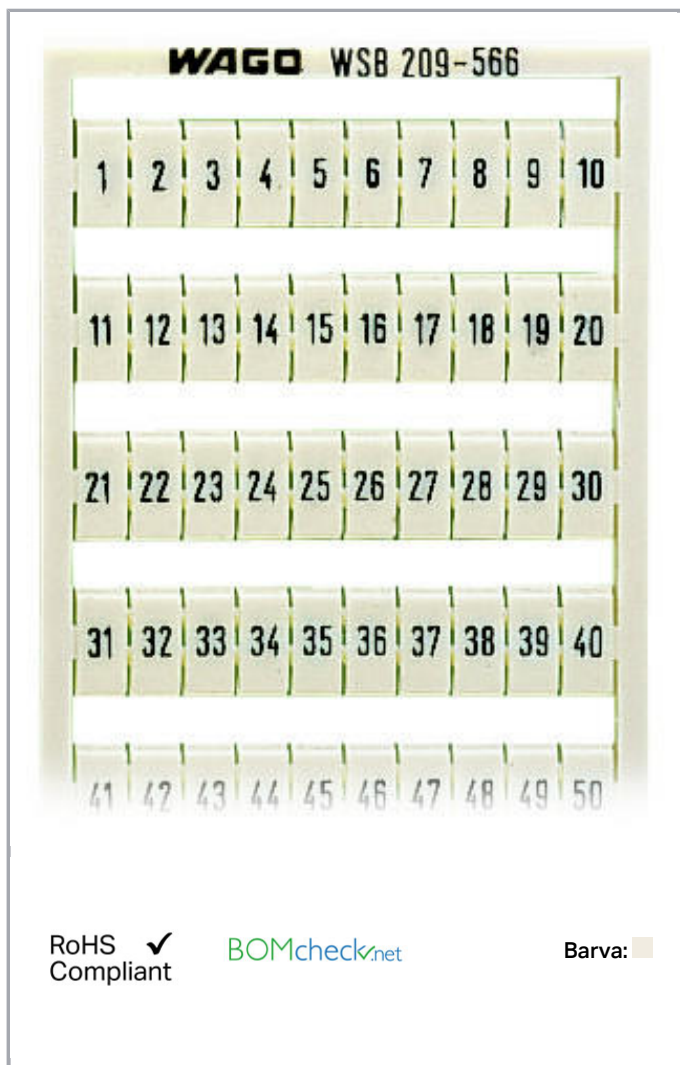 WAGO WSB 209-566
1 2 3 4 5 6 7 8 9 10
11 12 13 14 15 16 17 18 19 20
21 22 23 24 25 26 27 28 29 30
31 32 33 34 35 36 37 38 39 40
41 42 43 44 45 46 47 48 49 50
RoHS ✓
Compliant
BOMcheck.net
Barva: